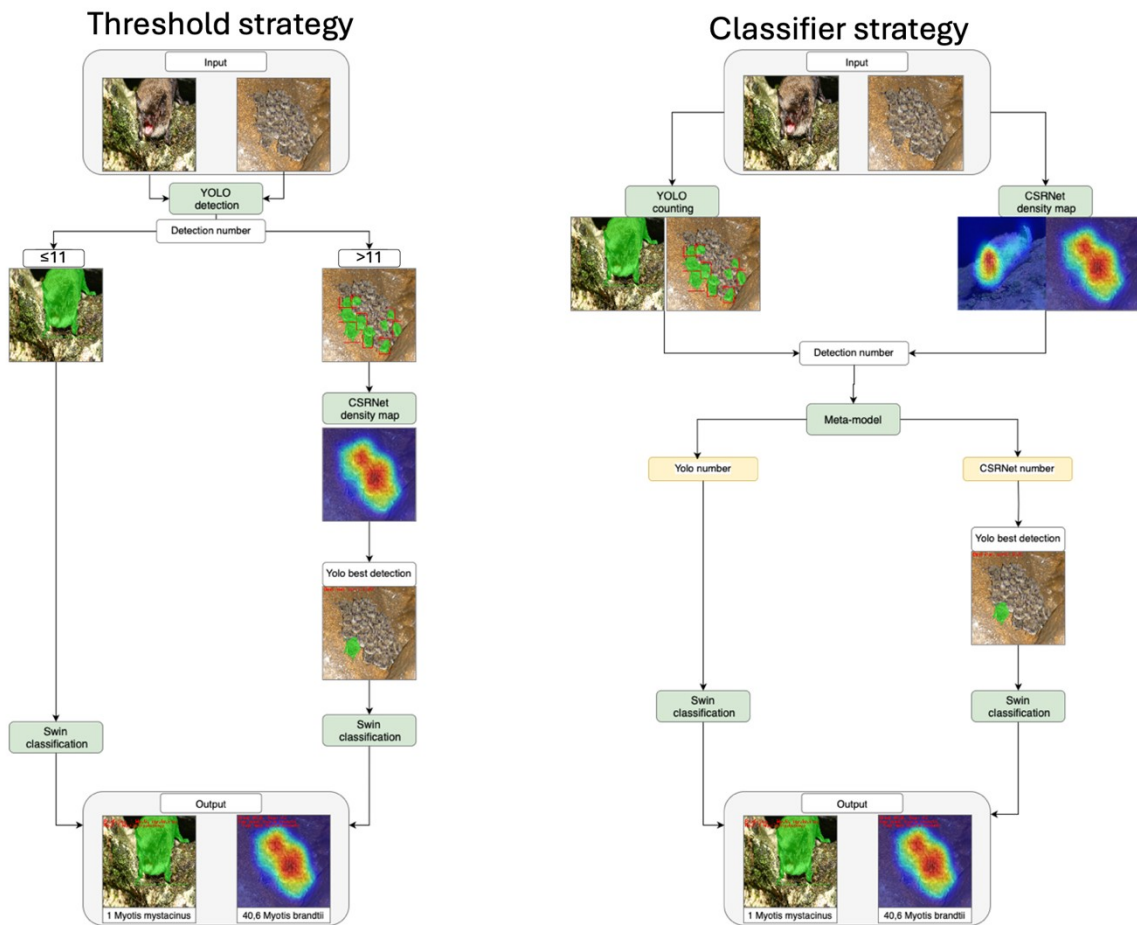 Threshold strategy
Input
YOLO
detection
Detection number
≤11
>11
CSRNet
density map
Yolo best detection
Swin
classification
Swin
classification
Output
1 Myotis mystacinus
40,6 Myotis brandtii
Classifier strategy
Input
YOLO
counting
CSRNet
density map
Detection number
Meta-model
Yolo number
CSRNet number
Yolo best detection
Swin
classification
Swin
classification
Output
1 Myotis mystacinus
40,6 Myotis brandtii